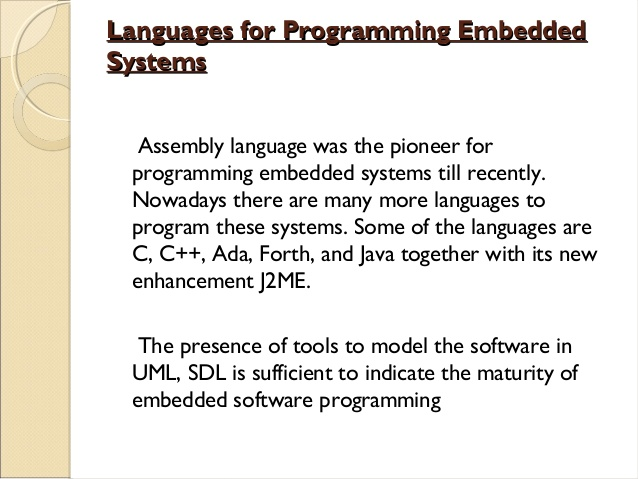 Languages for Programming Embedded
Systems
Assembly language was the pioneer for
programming embedded systems till recently.
Nowadays there are many more languages to
program these systems. Some of the languages are
C, C++, Ada, Forth, and Java together with its new
enhancement J2ME.
The presence of tools to model the software in
UML, SDL is sufficient to indicate the maturity of
embedded software programming